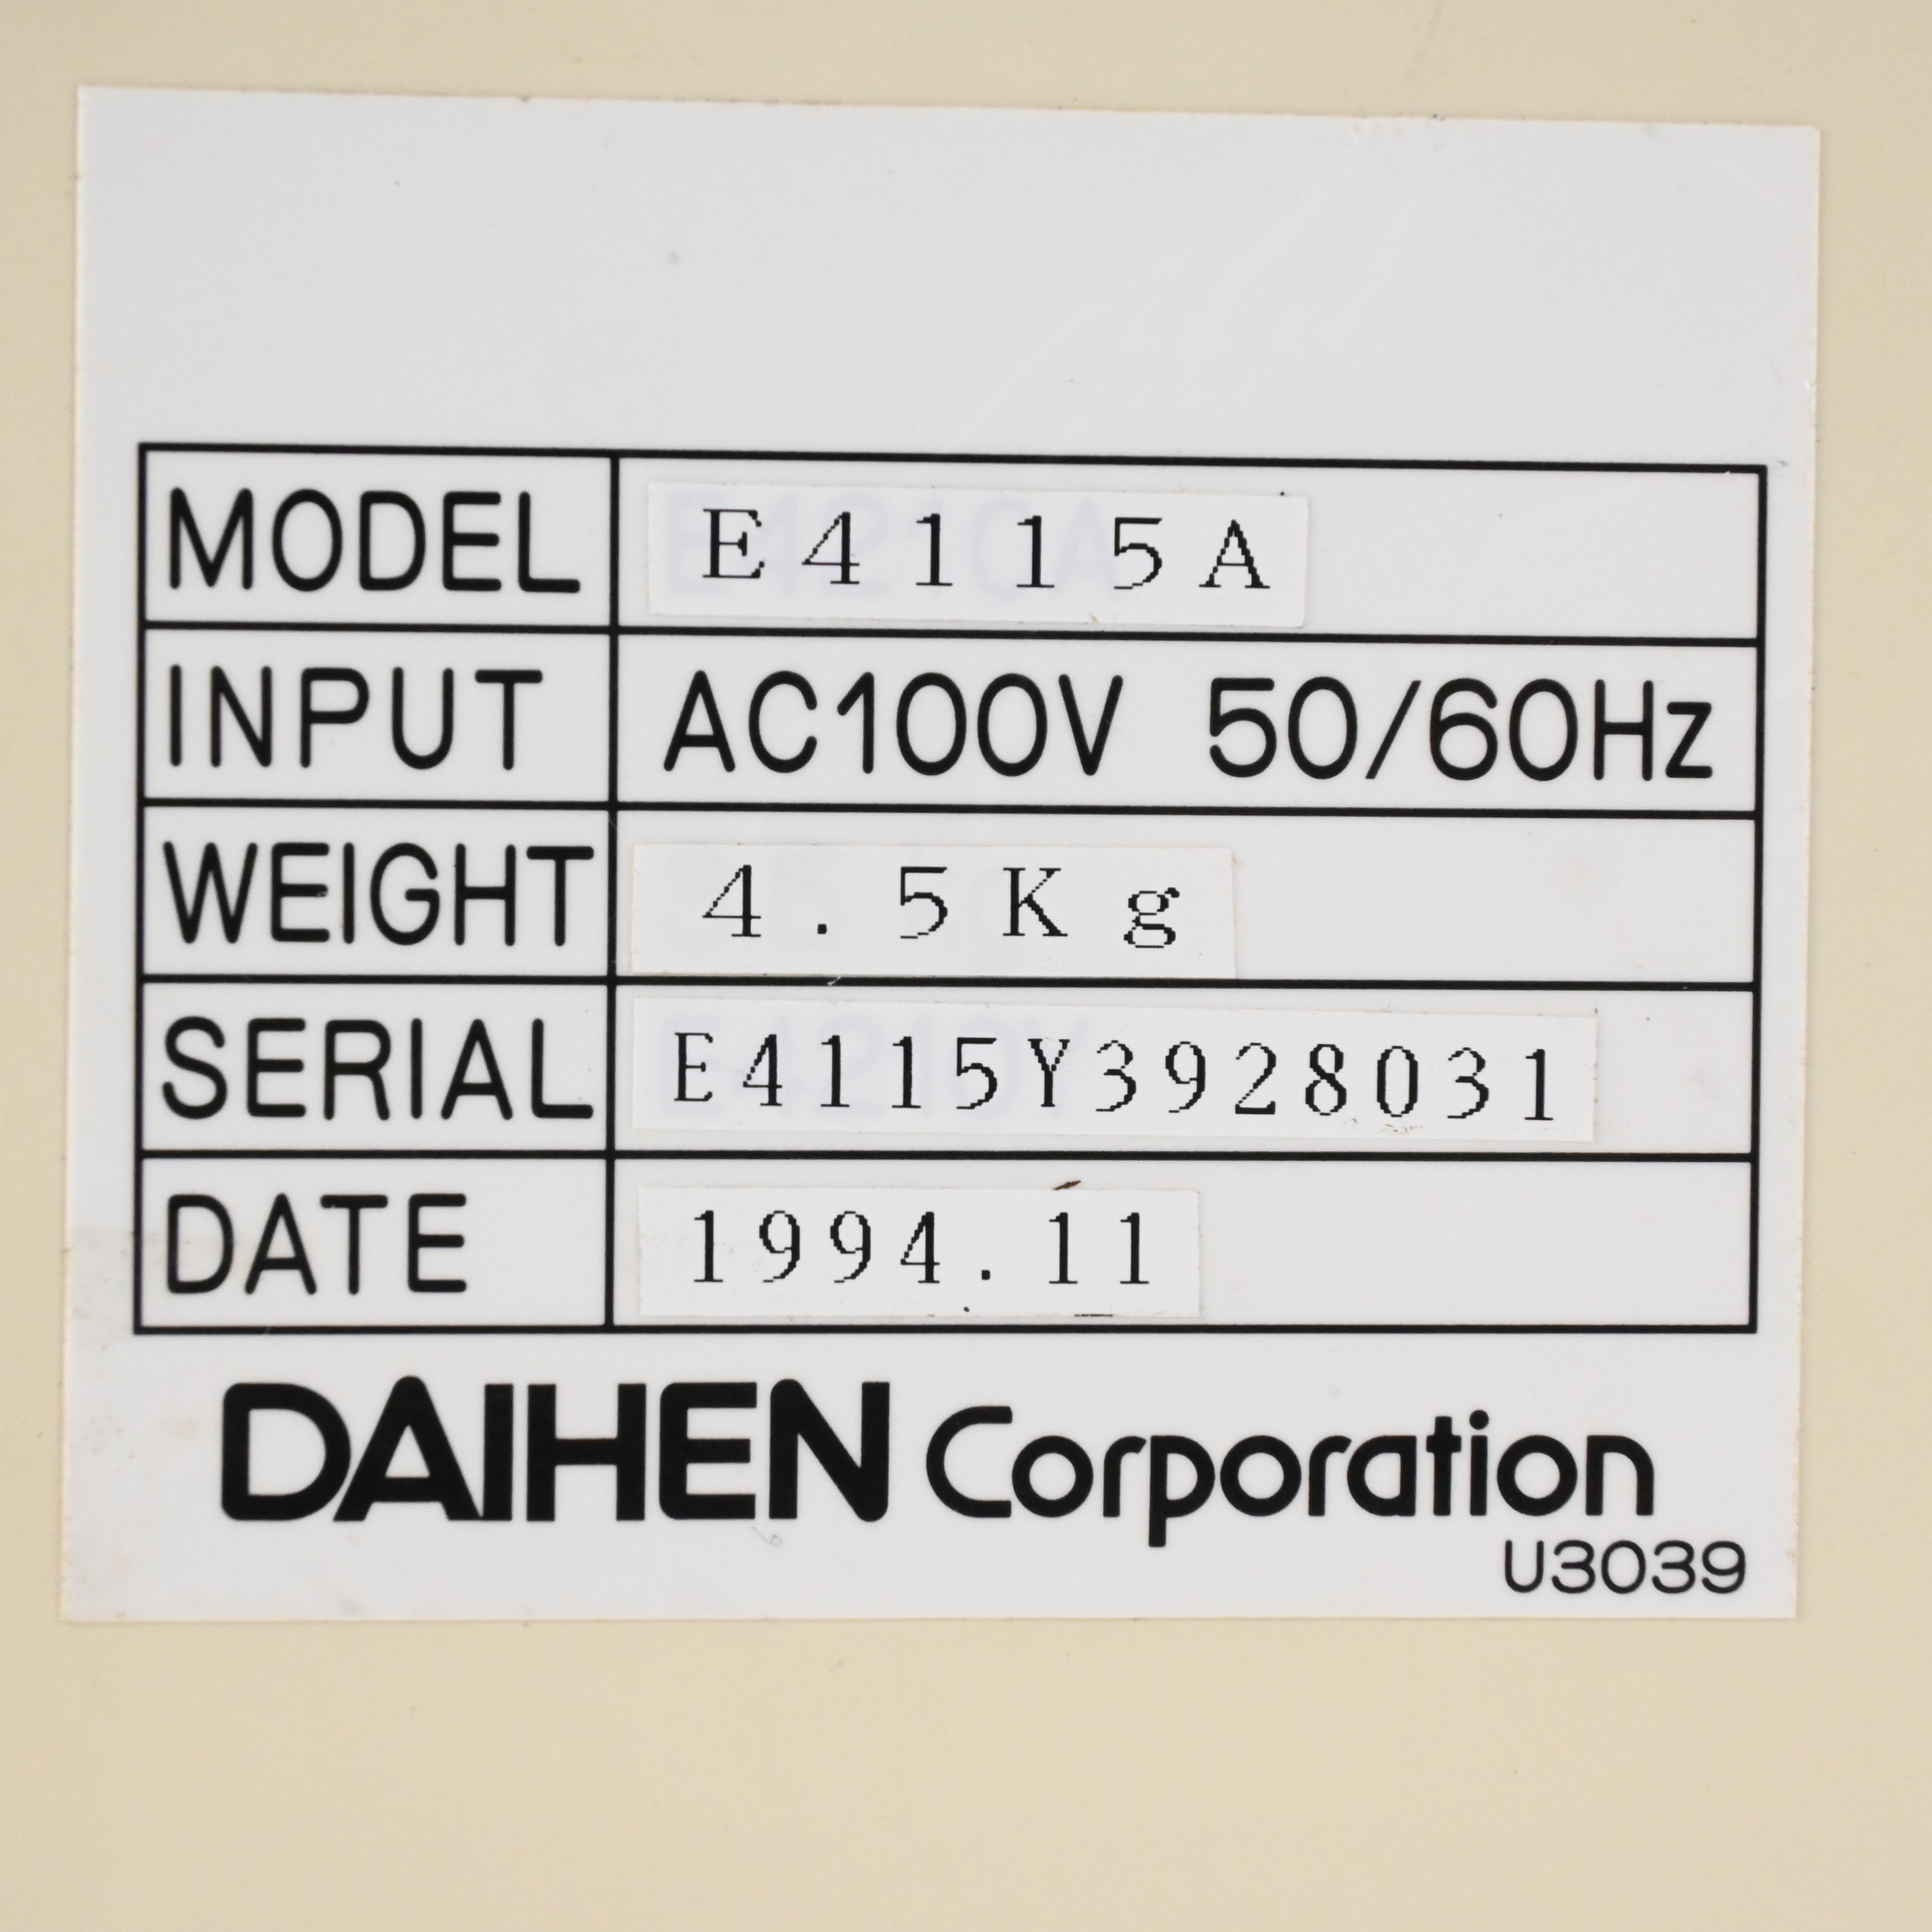 MODEL E4115A
INPUT AC100V 50/60Hz
WEIGHT 4.5Kg
SERIAL E4115Y3928031
DATE 1994.11
DAIHEN Corporation
U3039